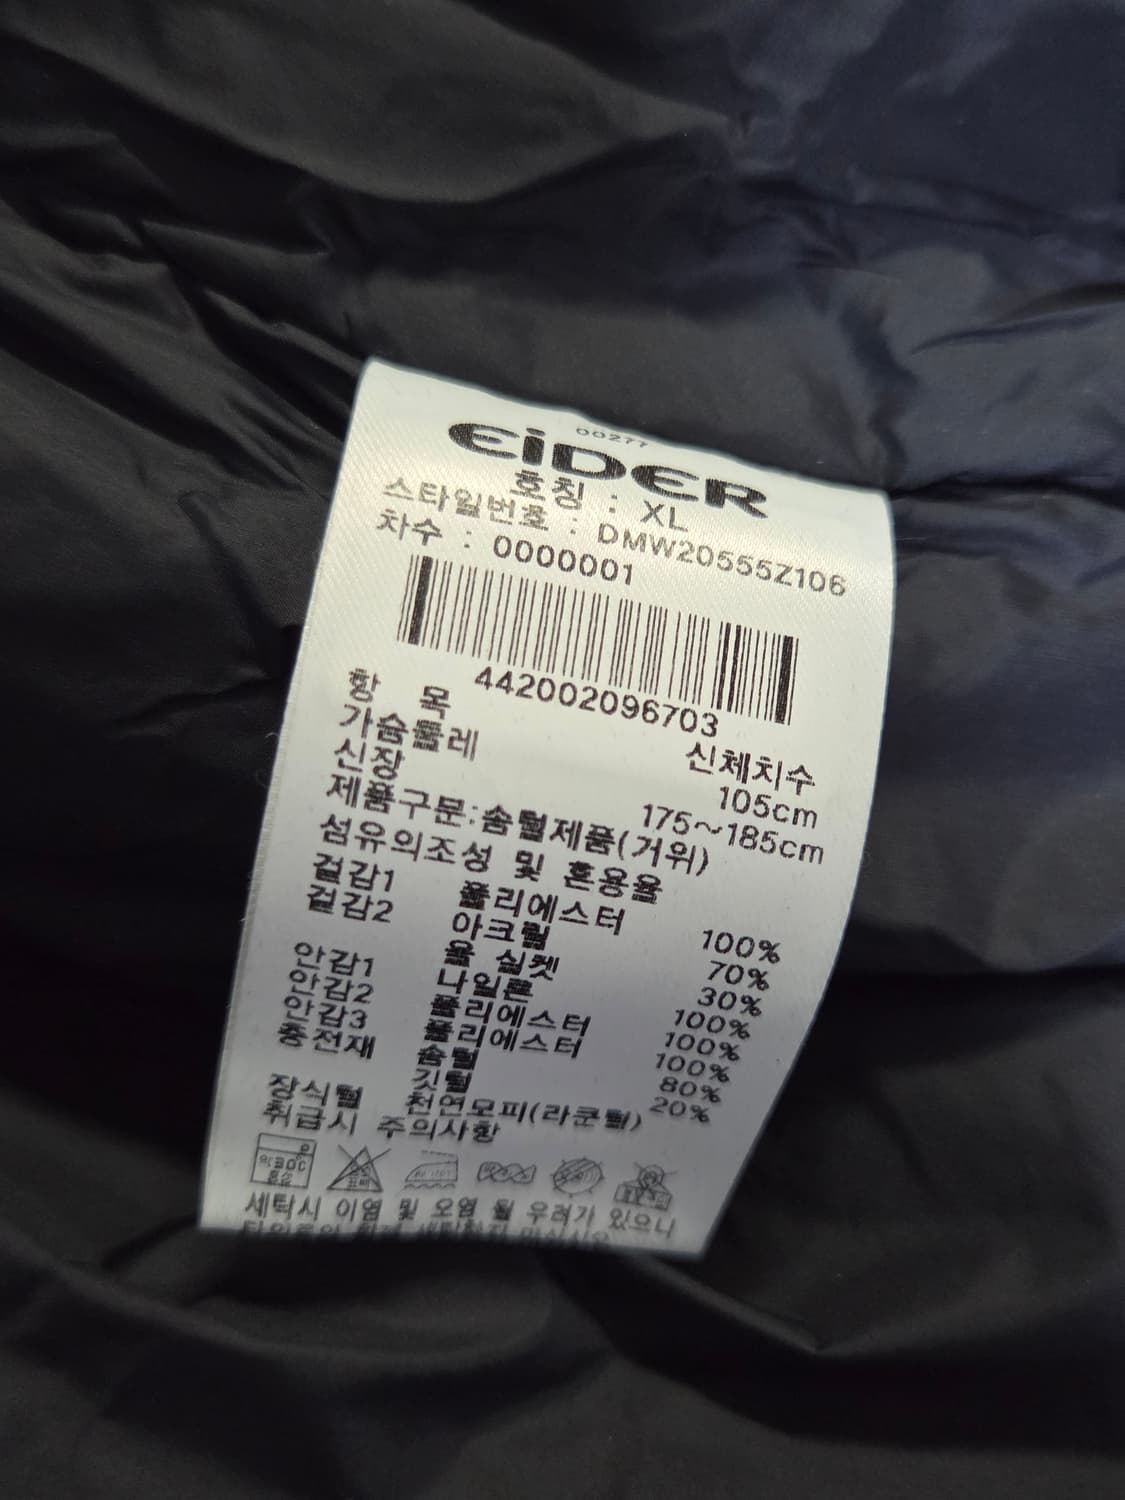 00277
EiDER
호칭 : XL
스타일번호 : DMW20555Z106
차수 : 0000001
442002096703
항 목 신체치수
가슴둘레 105cm
신장 175~185cm
제품구분:솜털제품(거위)
섬유의조성 및 혼용율
겉감1 폴리에스터 100%
겉감2 아크릴 70%
울 실켓 30%
안감1 나일론 100%
안감2 폴리에스터 100%
안감3 폴리에스터 100%
충전재 솜털 80%
깃털 20%
장식털 천연모피(라쿤털)
취급시 주의사항
세탁시 이염 및 오염 될 우려가 있으니